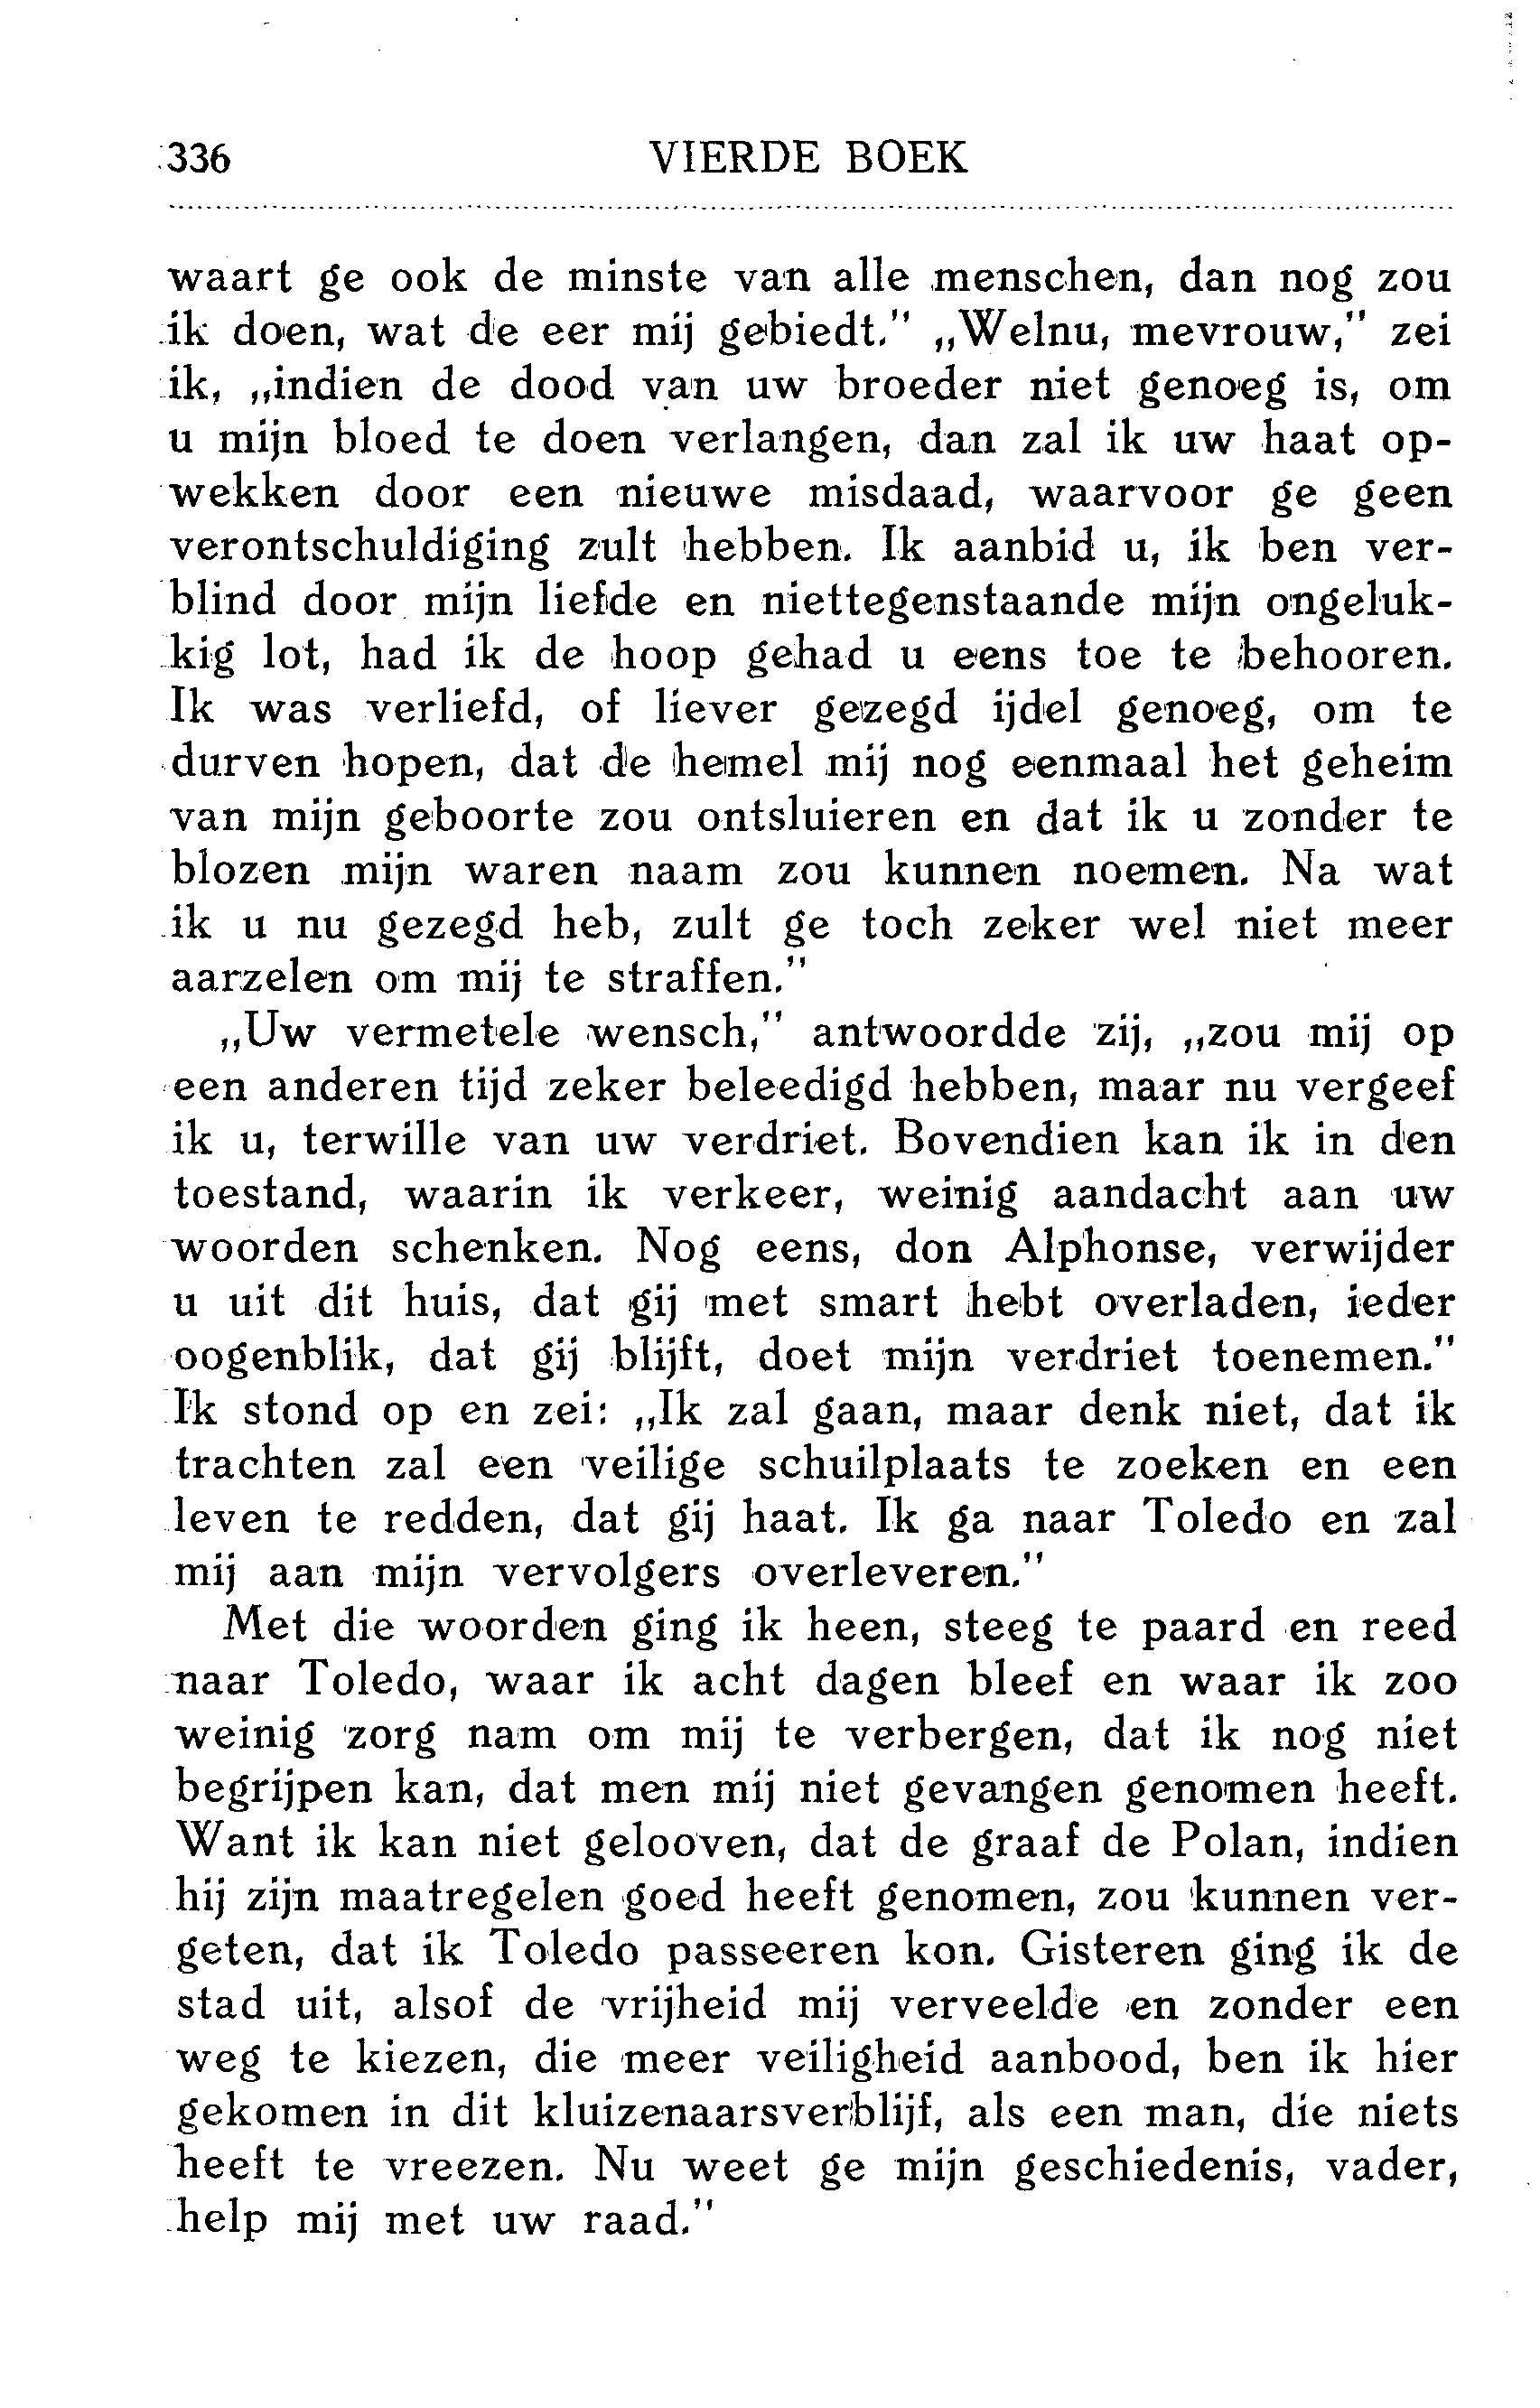 336 VIERDE BOEK
waart ge ook de minste van alle menschen, dan nog zou
ik doen, wat de eer mij gebiedt." „Welnu, mevrouw," zei
ik, „indien de dood van uw broeder niet genoeg is, om
u mijn bloed te doen verlangen, dan zal ik uw haat op-
wekken door een nieuwe misdaad, waarvoor ge geen
verontschuldiging zult hebben. Ik aanbid u, ik ben ver-
blind door mijn liefde en niettegenstaande mijn ongeluk-
kig lot, had ik de hoop gehad u eens toe te behooren.
Ik was verliefd, of liever gezegd ijdel genoeg, om te
durven hopen, dat de hemel mij nog eenmaal het geheim
van mijn geboorte zou ontsluieren en dat ik u zonder te
blozen mijn waren naam zou kunnen noemen. Na wat
ik u nu gezegd heb, zult ge toch zeker wel niet meer
aarzelen om mij te straffen."
„Uw vermetele wensch," antwoordde zij, „zou mij op
een anderen tijd zeker beleedigd hebben, maar nu vergeef
ik u, terwille van uw verdriet. Bovendien kan ik in den
toestand, waarin ik verkeer, weinig aandacht aan uw
woorden schenken. Nog eens, don Alphonse, verwijder
u uit dit huis, dat gij met smart hebt overladen, ieder
oogenblik, dat gij blijft, doet mijn verdriet toenemen."
Ik stond op en zei: „Ik zal gaan, maar denk niet, dat ik
trachten zal een veilige schuilplaats te zoeken en een
leven te redden, dat gij haat. Ik ga naar Toledo en zal
mij aan mijn vervolgers overleveren."
Met die woorden ging ik heen, steeg te paard en reed
naar Toledo, waar ik acht dagen bleef en waar ik zoo
weinig zorg nam om mij te verbergen, dat ik nog niet
begrijpen kan, dat men mij niet gevangen genomen heeft.
Want ik kan niet gelooven, dat de graaf de Polan, indien
hij zijn maatregelen goed heeft genomen, zou kunnen ver-
geten, dat ik Toledo passeeren kon. Gisteren ging ik de
stad uit, alsof de vrijheid mij verveelde en zonder een
weg te kiezen, die meer veiligheid aanbood, ben ik hier
gekomen in dit kluizenaarsverblijf, als een man, die niets
heeft te vreezen. Nu weet ge mijn geschiedenis, vader,
help mij met uw raad."